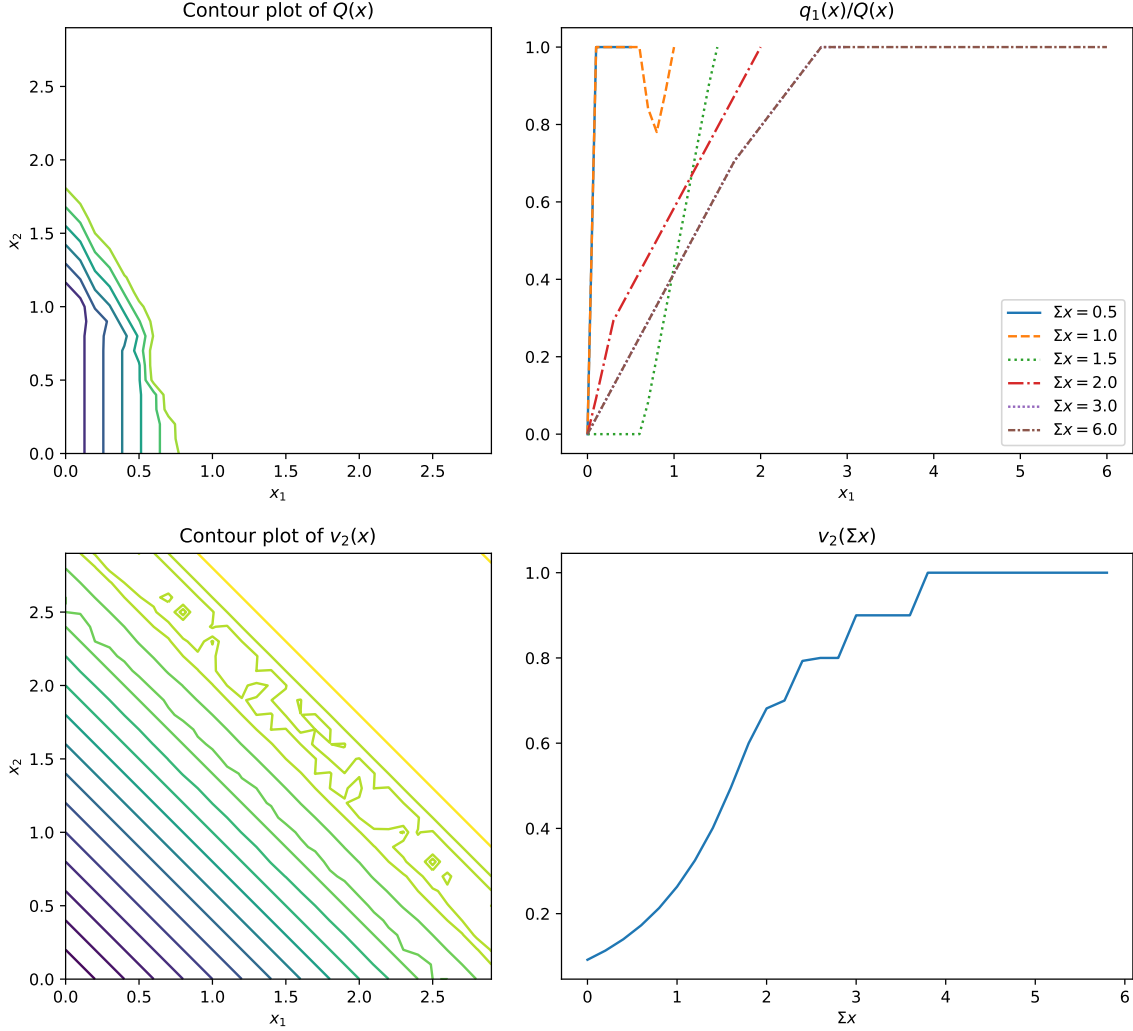 Contour plot of Q(x)
x₂
2.5
2.0
1.5
1.0
0.5
0.0
0.0 0.5 1.0 1.5 2.0 2.5
x₁
q₁(x)/Q(x)
1.0
0.8
0.6
0.4
0.2
0.0
0 1 2 3 4 5 6
x₁
Σx = 0.5
Σx = 1.0
Σx = 1.5
Σx = 2.0
Σx = 3.0
Σx = 6.0
Contour plot of v₂(x)
x₂
2.5
2.0
1.5
1.0
0.5
0.0
0.0 0.5 1.0 1.5 2.0 2.5
x₁
v₂(Σx)
1.0
0.8
0.6
0.4
0.2
0 1 2 3 4 5 6
Σx